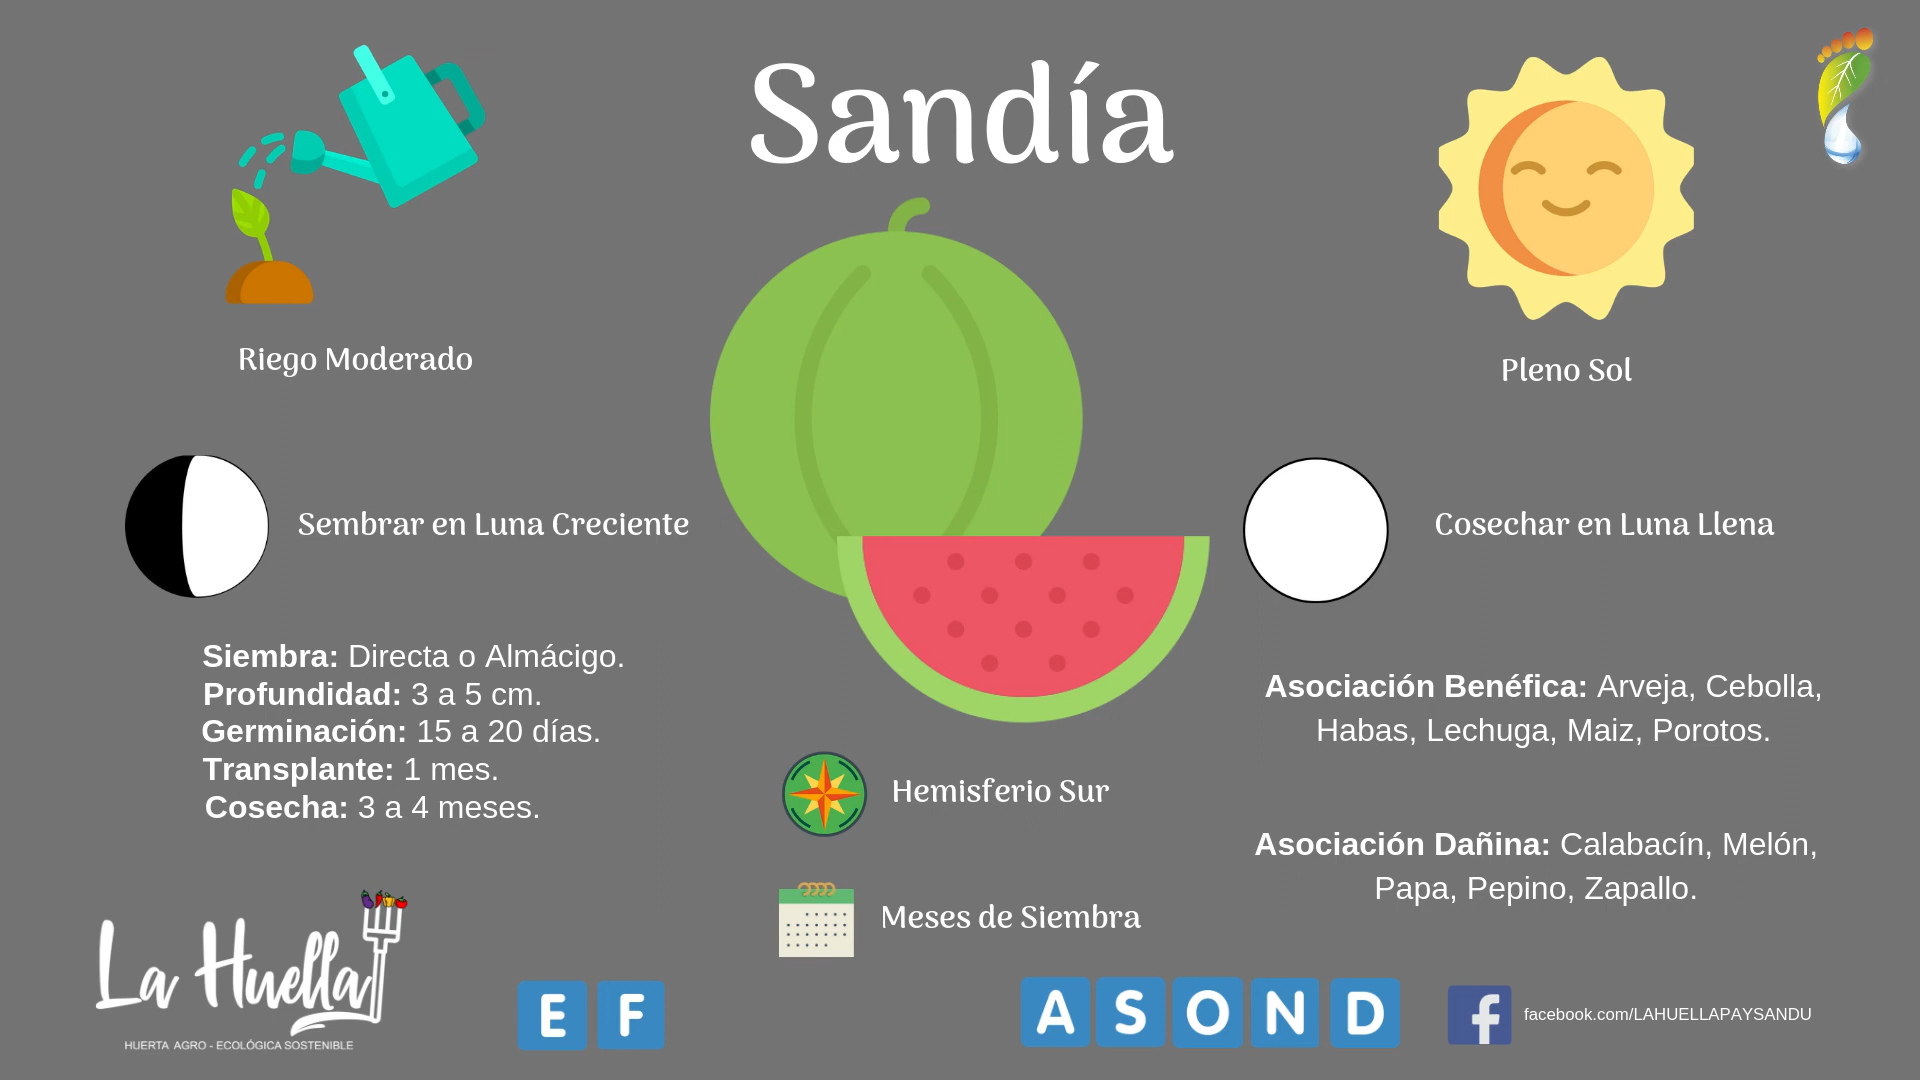 Sandía
Riego Moderado
Pleno Sol
Sembrar en Luna Creciente
Cosechar en Luna Llena
Siembra: Directa o Almácigo.
Profundidad: 3 a 5 cm.
Germinación: 15 a 20 días.
Transplante: 1 mes.
Cosecha: 3 a 4 meses.
Asociación Benéfica: Arveja, Cebolla,
Habas, Lechuga, Maiz, Porotos.
Asociación Dañina: Calabacín, Melón,
Papa, Pepino, Zapallo.
Hemisferio Sur
Meses de Siembra
La Huella
HUERTA AGRO - ECOLÓGICA SOSTENIBLE
E F A S O N D
facebook.com/LAHUELLAPAYSANDU